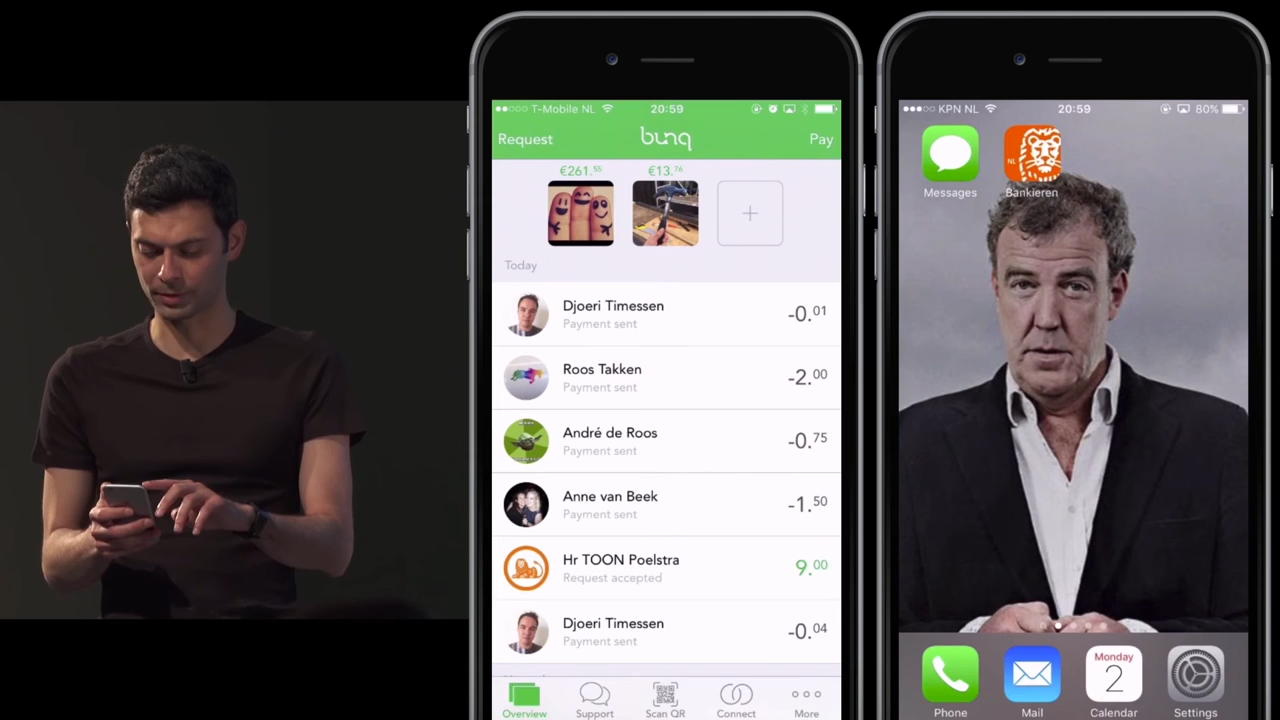 T-Mobile NL
20:59
Request
bunq
Pay
€261.55
€13.76
Today
Djoeri Timessen
Payment sent
-0.01
Roos Takken
Payment sent
-2.00
André de Roos
Payment sent
-0.75
Anne van Beek
Payment sent
-1.50
Hr TOON Poelstra
Request accepted
9.00
Djoeri Timessen
Payment sent
-0.04
Overview
Support
Scan QR
Connect
More
KPN NL
20:59
80%
NL
Messages
Bankieren
Monday
2
Phone
Mail
Calendar
Settings